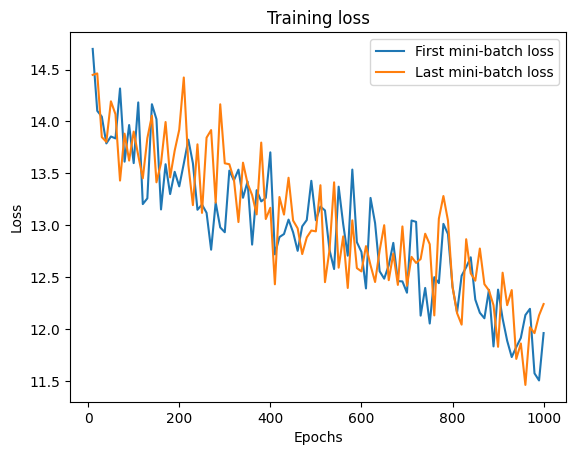 Training loss
First mini-batch loss
Last mini-batch loss
Loss
14.5
14.0
13.5
13.0
12.5
12.0
11.5
0 200 400 600 800 1000
Epochs